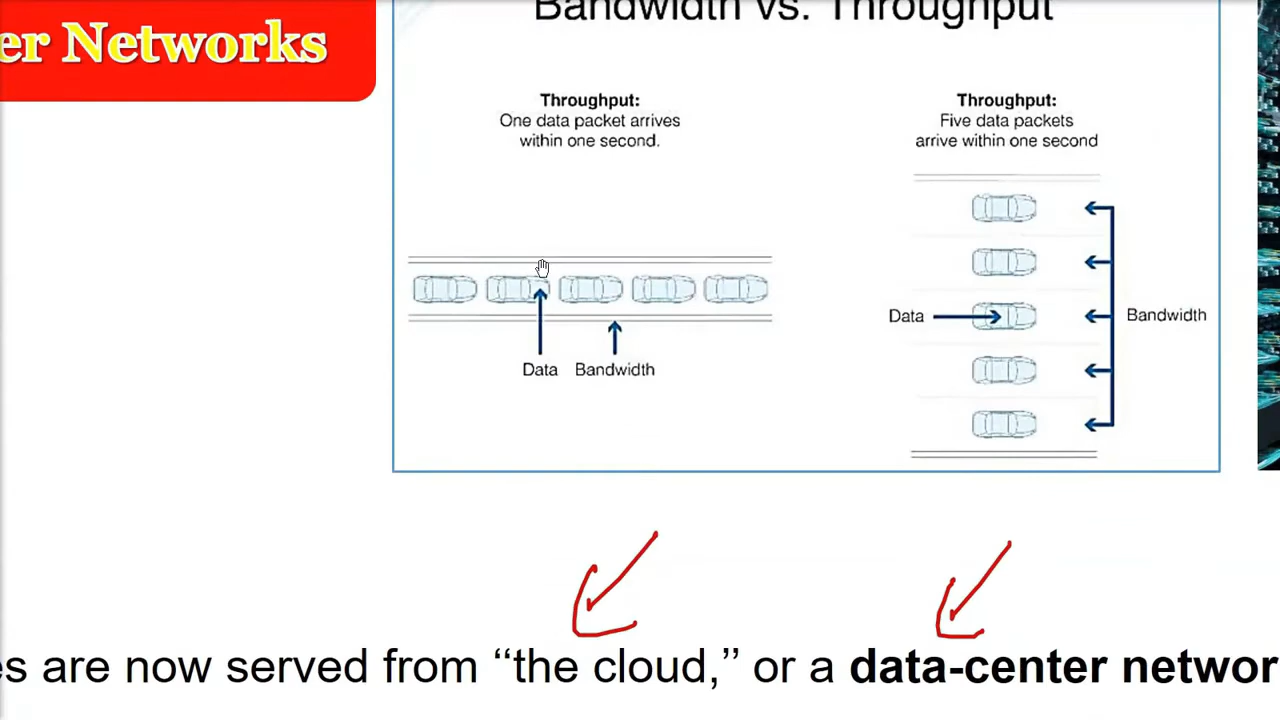 er Networks
Bandwidth vs. Throughput
Throughput:
One data packet arrives
within one second.
Data Bandwidth
Throughput:
Five data packets
arrive within one second
Data
Bandwidth
es are now served from ‘‘the cloud,’’ or a data-center networ